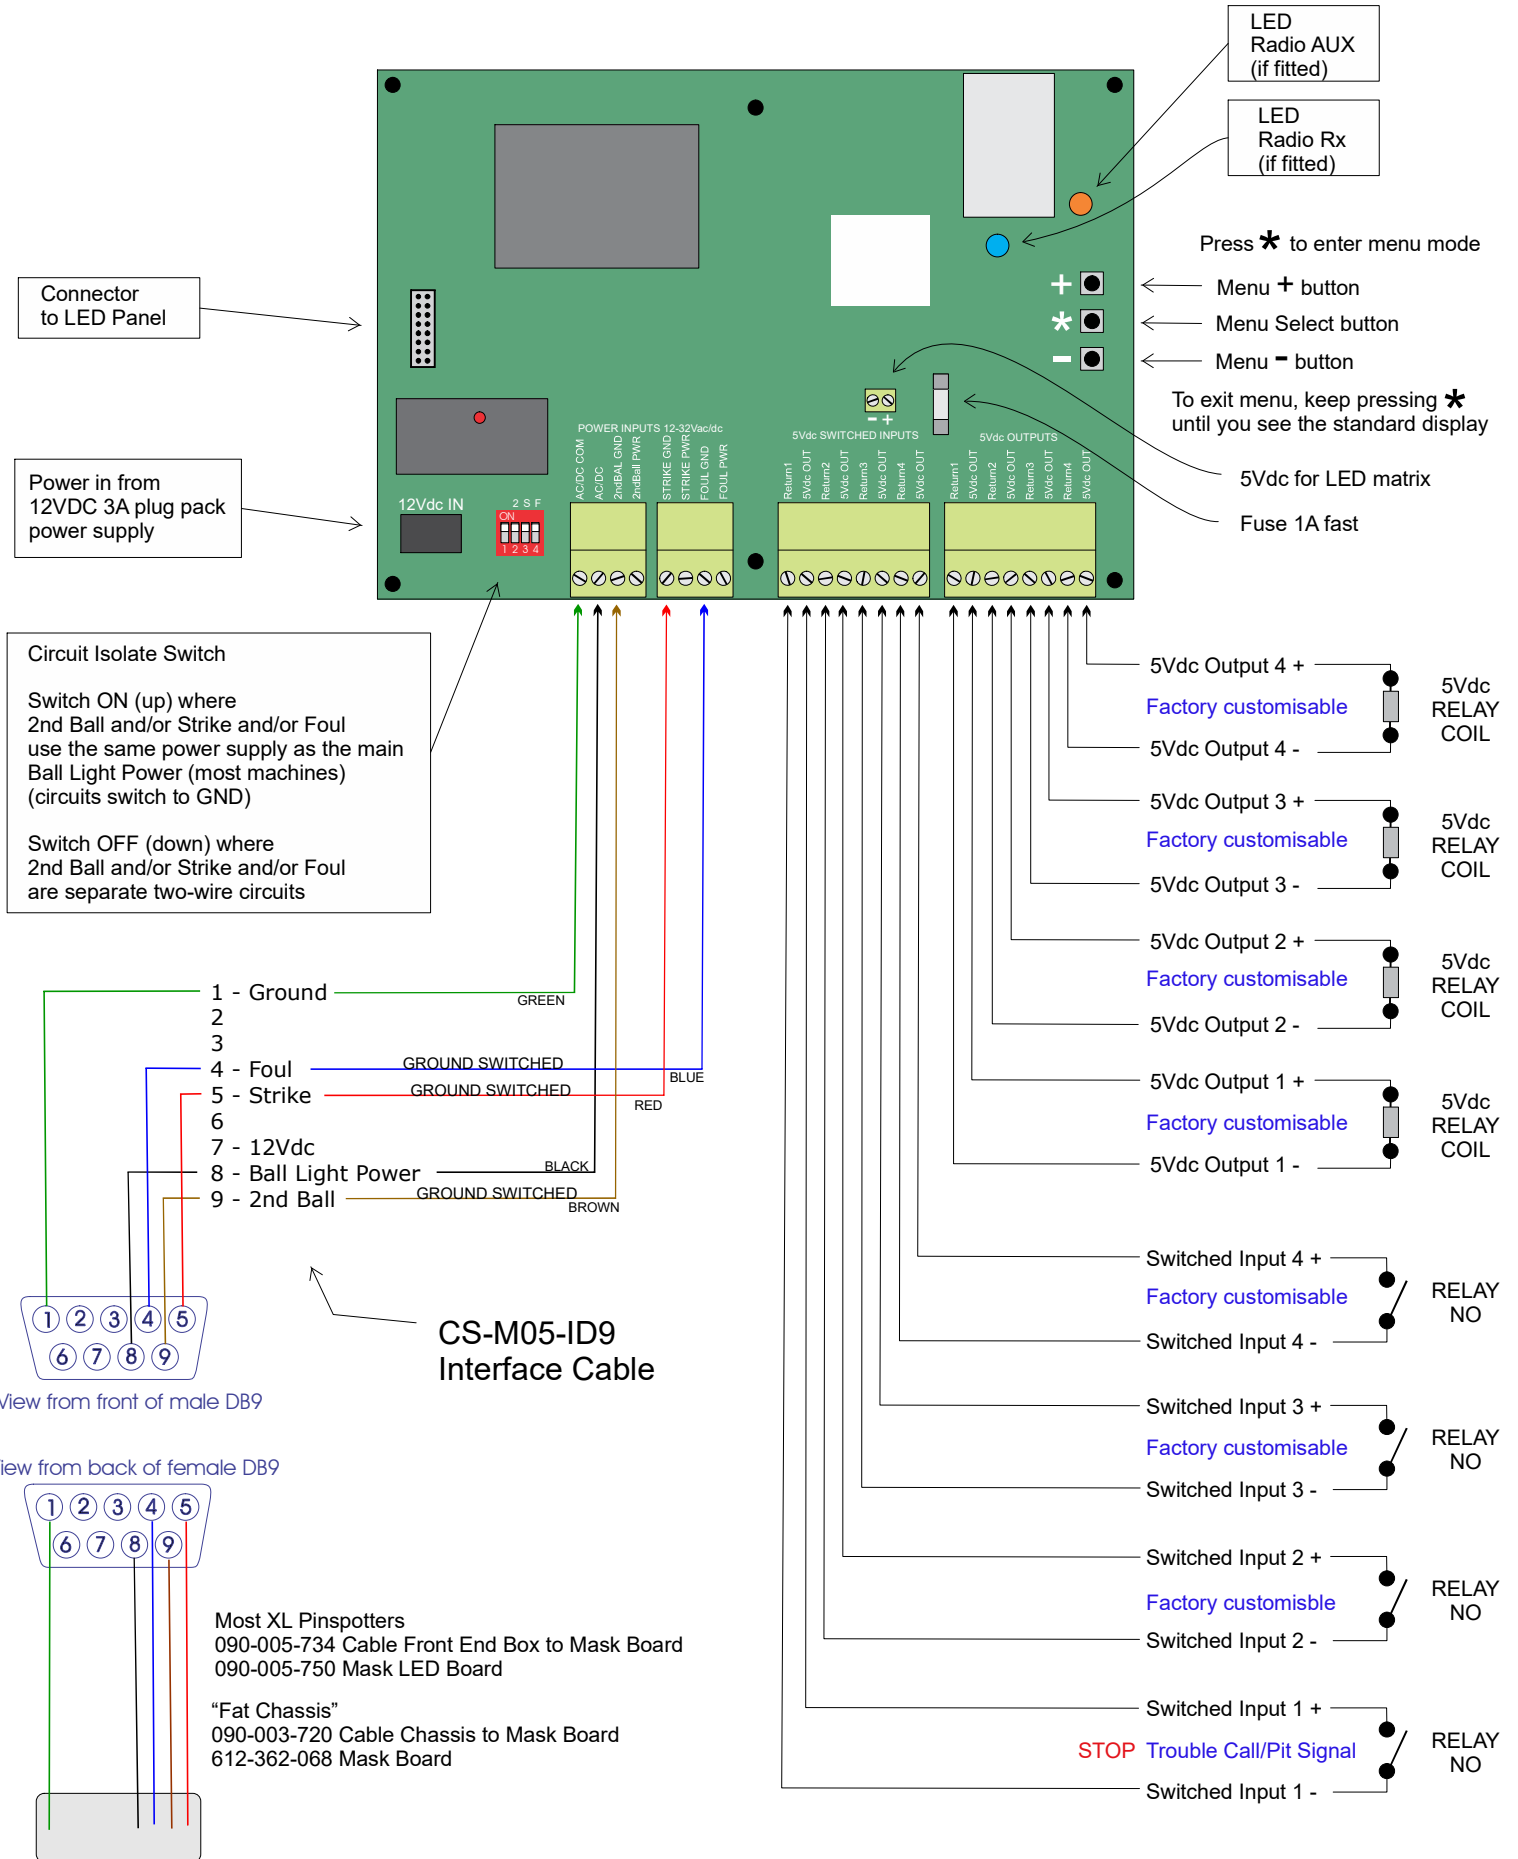 LED
Radio AUX
(if fitted)
LED
Radio Rx
(if fitted)
Press * to enter menu mode
+
Menu + button
*
Menu Select button
-
Menu - button
To exit menu, keep pressing *
until you see the standard display
5Vdc for LED matrix
Fuse 1A fast
Connector
to LED Panel
Power in from
12VDC 3A plug pack
power supply
12Vdc IN
2 S F
ON
1 2 3 4
POWER INPUTS 12-32Vac/dc
AC/DC COM
AC/DC
2ndBAL GND
2ndBall PWR
STRIKE GND
STRIKE PWR
FOUL GND
FOUL PWR
- +
5Vdc SWITCHED INPUTS
Return1
5Vdc OUT
Return2
5Vdc OUT
Return3
5Vdc OUT
Return4
5Vdc OUT
5Vdc OUTPUTS
Return1
5Vdc OUT
Return2
5Vdc OUT
Return3
5Vdc OUT
Return4
5Vdc OUT
Circuit Isolate Switch
Switch ON (up) where
2nd Ball and/or Strike and/or Foul
use the same power supply as the main
Ball Light Power (most machines)
(circuits switch to GND)
Switch OFF (down) where
2nd Ball and/or Strike and/or Foul
are separate two-wire circuits
1 - Ground
GREEN
2
3
4 - Foul
GROUND SWITCHED
BLUE
5 - Strike
GROUND SWITCHED
RED
6
7 - 12Vdc
8 - Ball Light Power
BLACK
9 - 2nd Ball
GROUND SWITCHED
BROWN
1 2 3 4 5
6 7 8 9
View from front of male DB9
CS-M05-ID9
Interface Cable
iew from back of female DB9
1 2 3 4 5
6 7 8 9
Most XL Pinspotters
090-005-734 Cable Front End Box to Mask Board
090-005-750 Mask LED Board
“Fat Chassis”
090-003-720 Cable Chassis to Mask Board
612-362-068 Mask Board
5Vdc Output 4 +
Factory customisable
5Vdc Output 4 -
5Vdc
RELAY
COIL
5Vdc Output 3 +
Factory customisable
5Vdc Output 3 -
5Vdc
RELAY
COIL
5Vdc Output 2 +
Factory customisable
5Vdc Output 2 -
5Vdc
RELAY
COIL
5Vdc Output 1 +
Factory customisable
5Vdc Output 1 -
5Vdc
RELAY
COIL
Switched Input 4 +
Factory customisable
Switched Input 4 -
RELAY
NO
Switched Input 3 +
Factory customisable
Switched Input 3 -
RELAY
NO
Switched Input 2 +
Factory customisble
Switched Input 2 -
RELAY
NO
Switched Input 1 +
STOP Trouble Call/Pit Signal
Switched Input 1 -
RELAY
NO